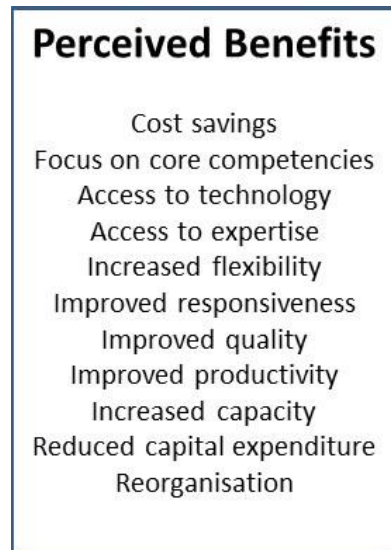 Perceived Benefits
Cost savings
Focus on core competencies
Access to technology
Access to expertise
Increased flexibility
Improved responsiveness
Improved quality
Improved productivity
Increased capacity
Reduced capital expenditure
Reorganisation